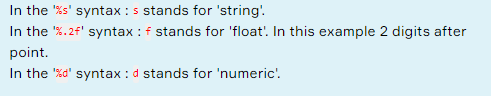 In the '%s' syntax : s stands for 'string'.
In the '%.2f' syntax : f stands for 'float'. In this example 2 digits after
point.
In the '%d' syntax : d stands for 'numeric'.